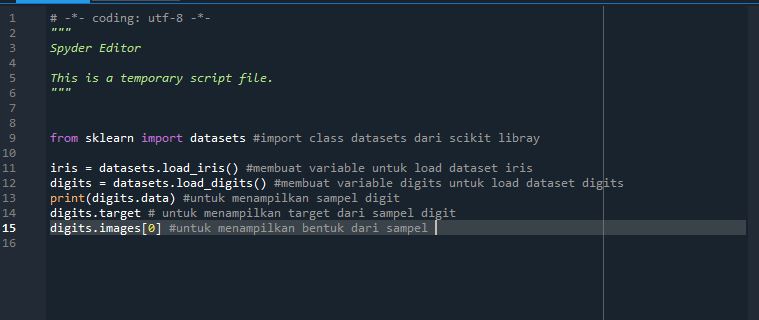 1 # -*- coding: utf-8 -*-
2 """
3 Spyder Editor
4
5 This is a temporary script file.
6 """
7
8
9 from sklearn import datasets #import class datasets dari scikit libray
10
11 iris = datasets.load_iris() #membuat variable untuk load dataset iris
12 digits = datasets.load_digits() #membuat variable digits untuk load dataset digits
13 print(digits.data) #untuk menampilkan sampel digit
14 digits.target # untuk menampilkan target dari sampel digit
15 digits.images[0] #untuk menampilkan bentuk dari sampel
16